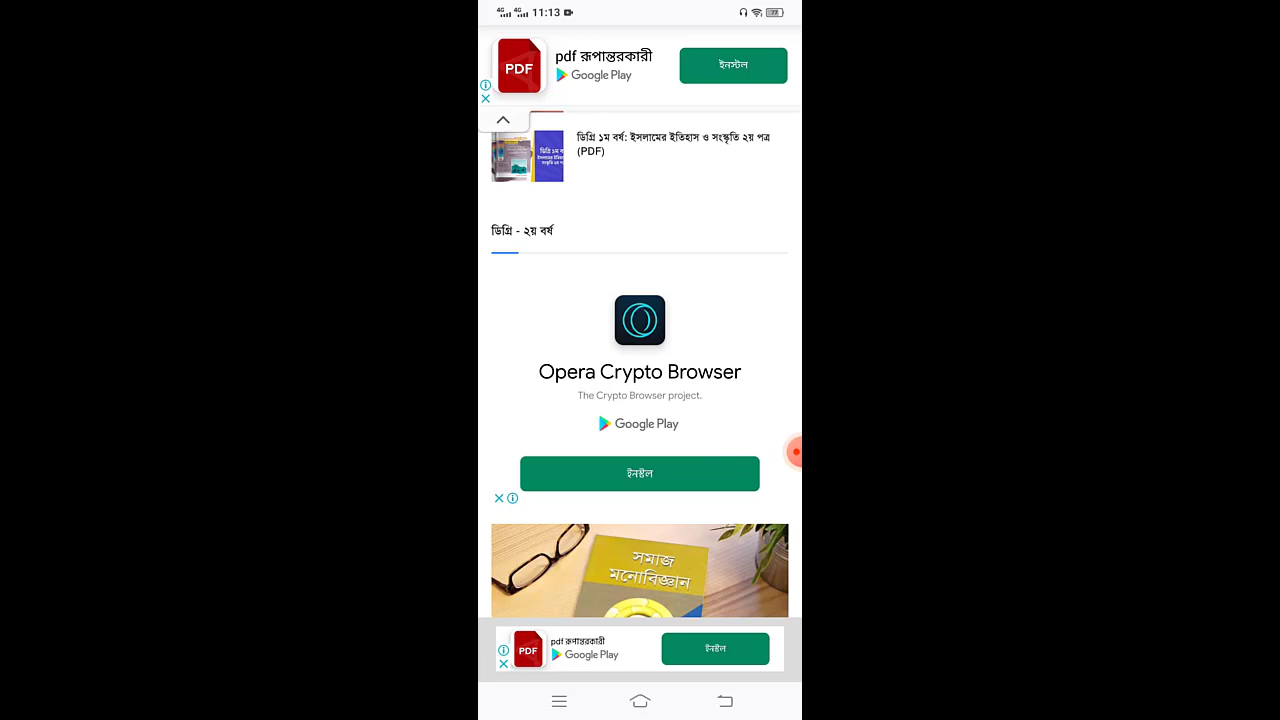 4G 4G 11:13 77
PDF
pdf রূপান্তরকারী
Google Play
ইনস্টল
ডিগ্রি ১ম বর্ষ: ইসলামের ইতিহাস ও সংস্কৃতি ২য় পত্র
(PDF)
ডিগ্রি - ২য় বর্ষ
Opera Crypto Browser
The Crypto Browser project.
Google Play
ইনস্টল
সমাজ
মনোবিজ্ঞান
PDF
pdf রূপান্তরকারী
Google Play
ইনস্টল